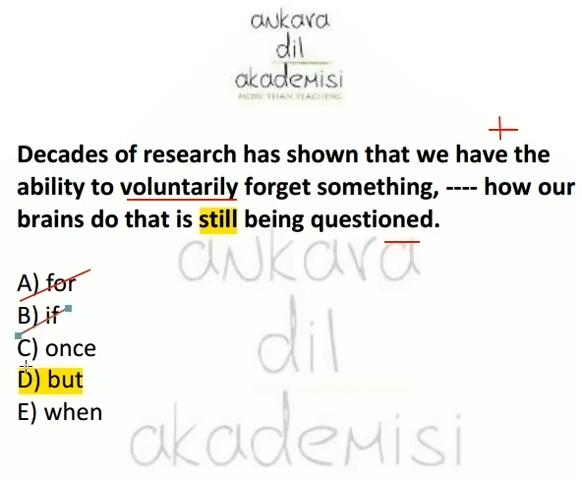 ankara
dil
akademisi
MORE THAN TEACHING
Decades of research has shown that we have the
ability to voluntarily forget something, ---- how our
brains do that is still being questioned.
A) for
B) if
C) once
D) but
E) when
ankara
dil
akademisi